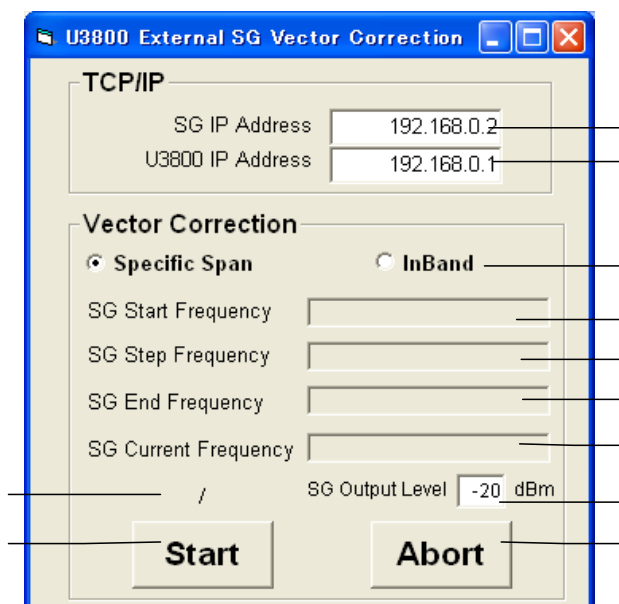 U3800 External SG Vector Correction
TCP/IP
SG IP Address 192.168.0.2
U3800 IP Address 192.168.0.1
Vector Correction
Specific Span InBand
SG Start Frequency
SG Step Frequency
SG End Frequency
SG Current Frequency
/ SG Output Level -20 dBm
Start Abort